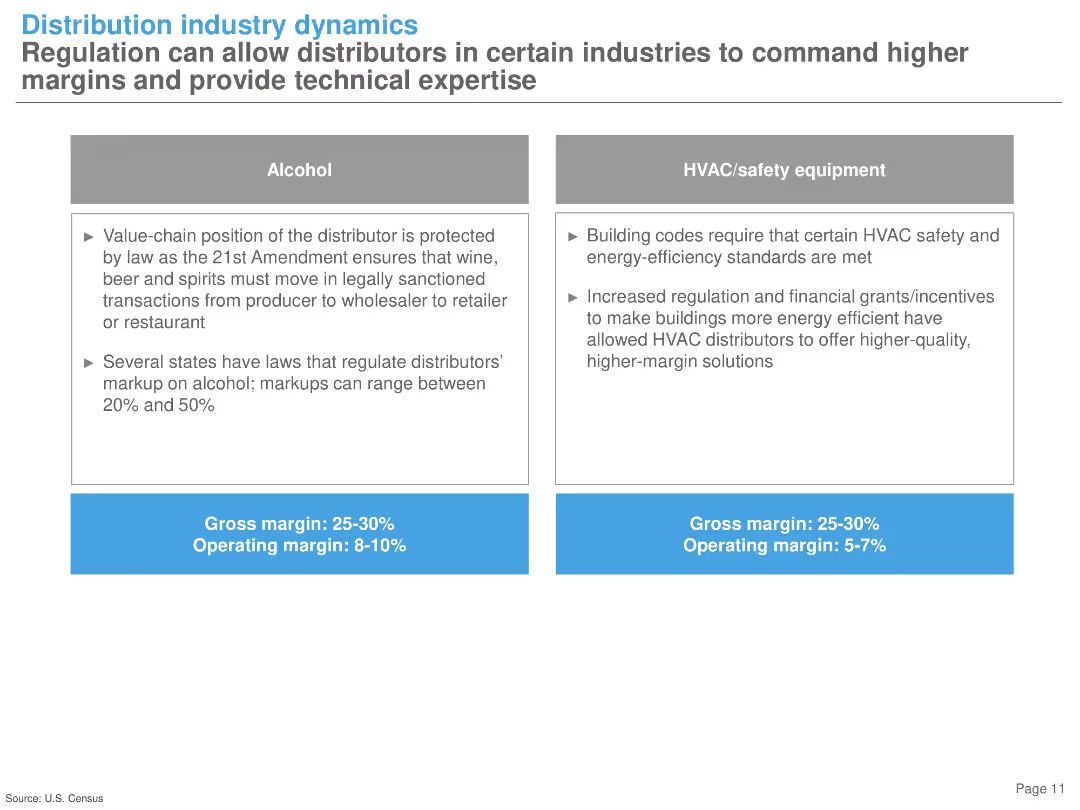 Distribution industry dynamics
Regulation can allow distributors in certain industries to command higher
margins and provide technical expertise
Alcohol
► Value-chain position of the distributor is protected
by law as the 21st Amendment ensures that wine,
beer and spirits must move in legally sanctioned
transactions from producer to wholesaler to retailer
or restaurant
► Several states have laws that regulate distributors’
markup on alcohol; markups can range between
20% and 50%
Gross margin: 25-30%
Operating margin: 8-10%
HVAC/safety equipment
► Building codes require that certain HVAC safety and
energy-efficiency standards are met
► Increased regulation and financial grants/incentives
to make buildings more energy efficient have
allowed HVAC distributors to offer higher-quality,
higher-margin solutions
Gross margin: 25-30%
Operating margin: 5-7%
Page 11
Source: U.S. Census